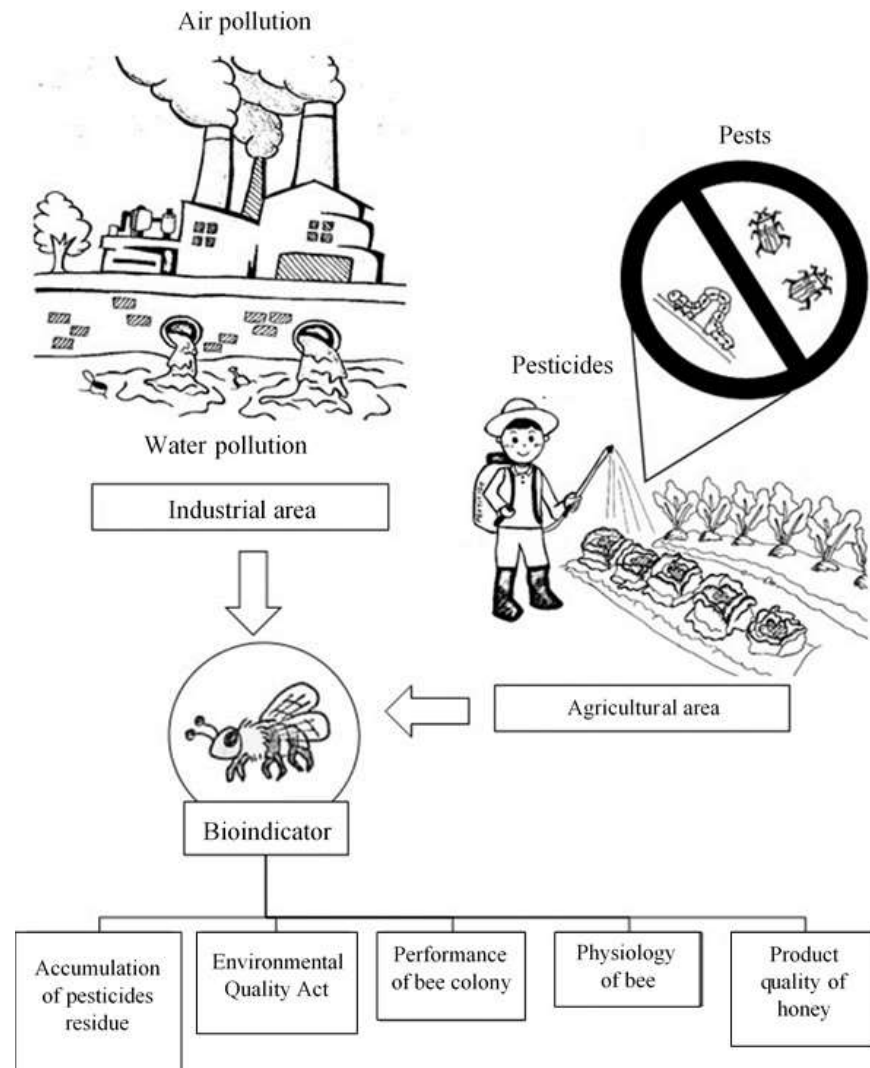 Air pollution
Pests
Pesticides
PESTICIDE
Water pollution
Industrial area
Agricultural area
Bioindicator
Accumulation
of pesticides
residue
Environmental
Quality Act
Performance
of bee colony
Physiology
of bee
Product
quality of
honey